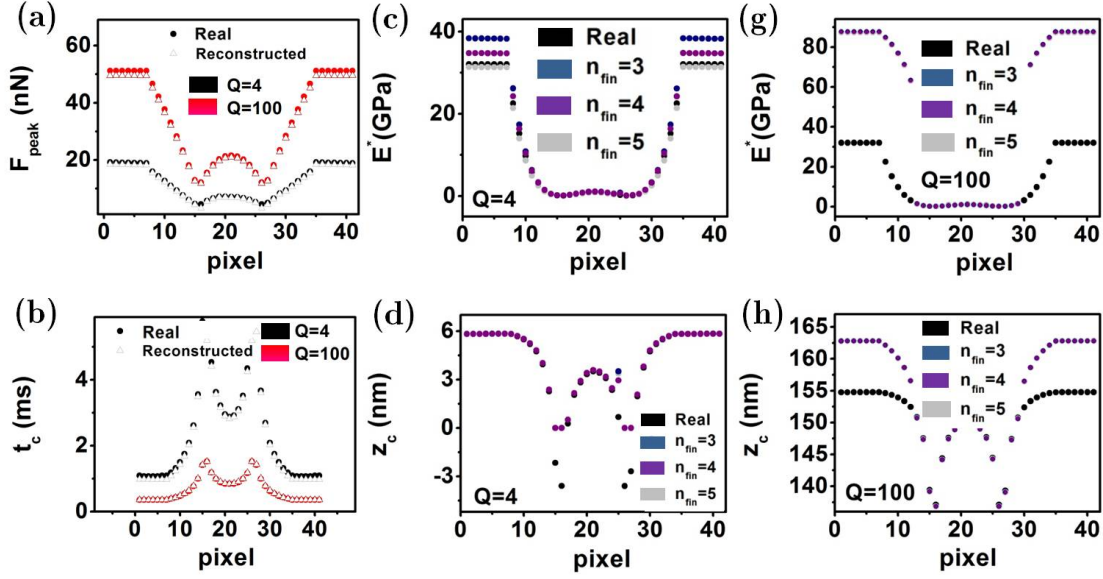 (a)
F_peak (nN)
60
40
20
Real
Reconstructed
Q=4
Q=100
0 10 20 30 40
pixel
(c)
E* (GPa)
40
30
20
10
0
Real
n_fin=3
n_fin=4
n_fin=5
Q=4
0 10 20 30 40
pixel
(g)
E* (GPa)
80
60
40
20
0
Real
n_fin=3
n_fin=4
n_fin=5
Q=100
0 10 20 30 40
pixel
(b)
t_c (ms)
4
2
0
Real
Reconstructed
Q=4
Q=100
0 10 20 30 40
pixel
(d)
z_c (nm)
6
3
0
-3
Real
n_fin=3
n_fin=4
n_fin=5
Q=4
0 10 20 30 40
pixel
(h)
z_c (nm)
165
160
155
150
145
140
Real
n_fin=3
n_fin=4
n_fin=5
Q=100
0 10 20 30 40
pixel